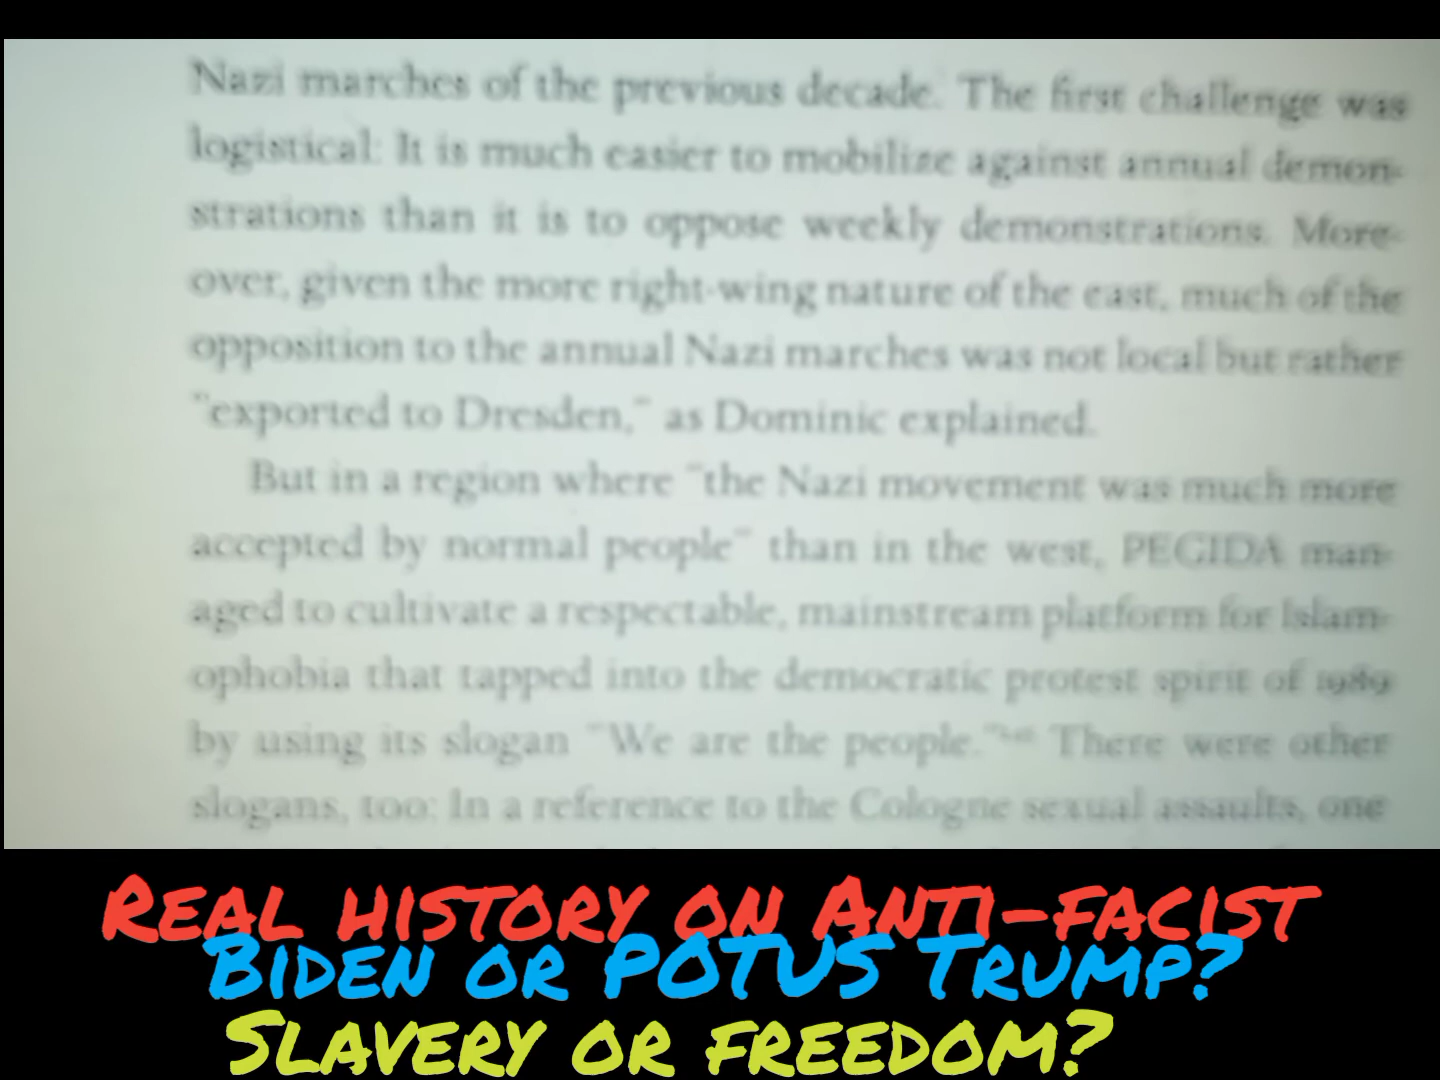 Nazi marches of the previous decade. The first challenge was
logistical: It is much easier to mobilize against annual demon-
strations than it is to oppose weekly demonstrations. More-
over, given the more right-wing nature of the east, much of the
opposition to the annual Nazi marches was not local but rather
"exported to Dresden," as Dominic explained.
But in a region where "the Nazi movement was much more
accepted by normal people" than in the west, PEGIDA man-
aged to cultivate a respectable, mainstream platform for Islam-
ophobia that tapped into the democratic protest spirit of 1989
by using its slogan "We are the people." There were other
slogans, too: In a reference to the Cologne sexual assaults, one
REAL HISTORY ON ANTI-FACIST
BIDEN OR POTUS TRUMP?
SLAVERY OR FREEDOM?